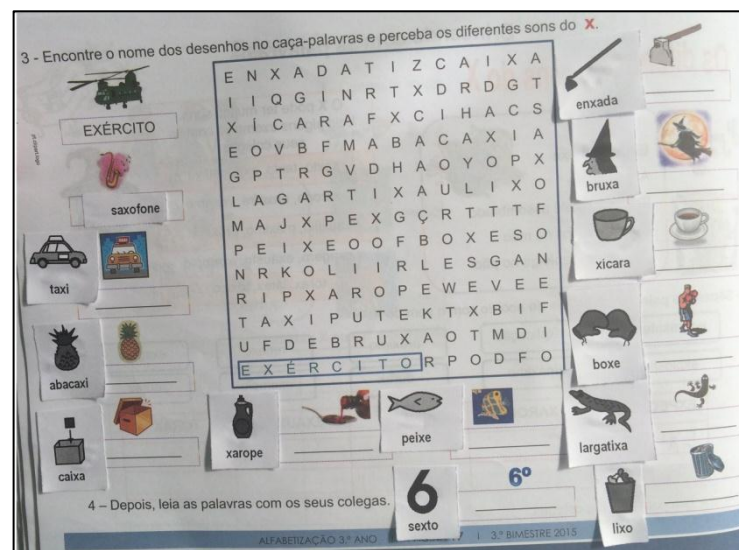 3 - Encontre o nome dos desenhos no caça-palavras e perceba os diferentes sons do X.
EXÉRCITO
saxofone
taxi
abacaxi
caixa
E N X A D A T I Z C A I X A
I I Q G I N R T X D R D G T
X Í C A R A F X C I H A C S
E O V B F M A B A C A X I A
G P T R G V D H A O Y O P X
L A G A R T I X A U L I X O
M A J X P E X G Ç R T T T F
P E I X E O O F B O X E S O
N R K O L I I R L E S G A N
R I P X A R O P E W E V E E
T A X I P U T E K T X B I F
U F D E B R U X A O T M D I
E X É R C I T O R P O D F O
enxada
bruxa
xicara
boxe
largatixa
xarope
peixe
4 – Depois, leia as palavras com os seus colegas.
6
sexto
6º
lixo
ALFABETIZAÇÃO 3.º ANO
| 3.º BIMESTRE 2015